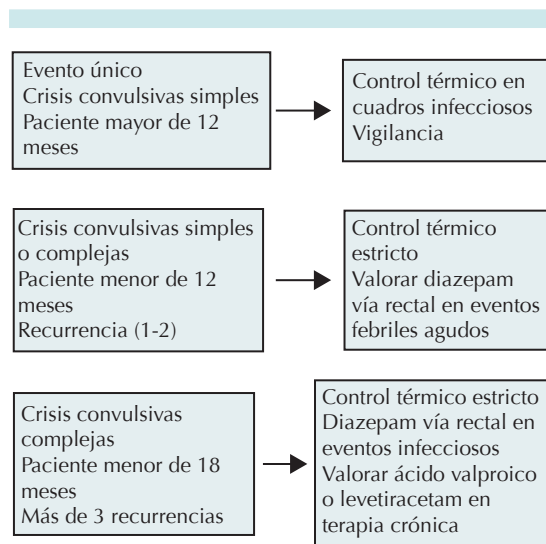 Evento único
Crisis convulsivas simples
Paciente mayor de 12
meses
Control térmico en
cuadros infecciosos
Vigilancia
Crisis convulsivas simples
o complejas
Paciente menor de 12
meses
Recurrencia (1-2)
Control térmico
estricto
Valorar diazepam
vía rectal en eventos
febriles agudos
Crisis convulsivas
complejas
Paciente menor de 18
meses
Más de 3 recurrencias
Control térmico estricto
Diazepam vía rectal en
eventos infecciosos
Valorar ácido valproico
o levetiracetam en
terapia crónica